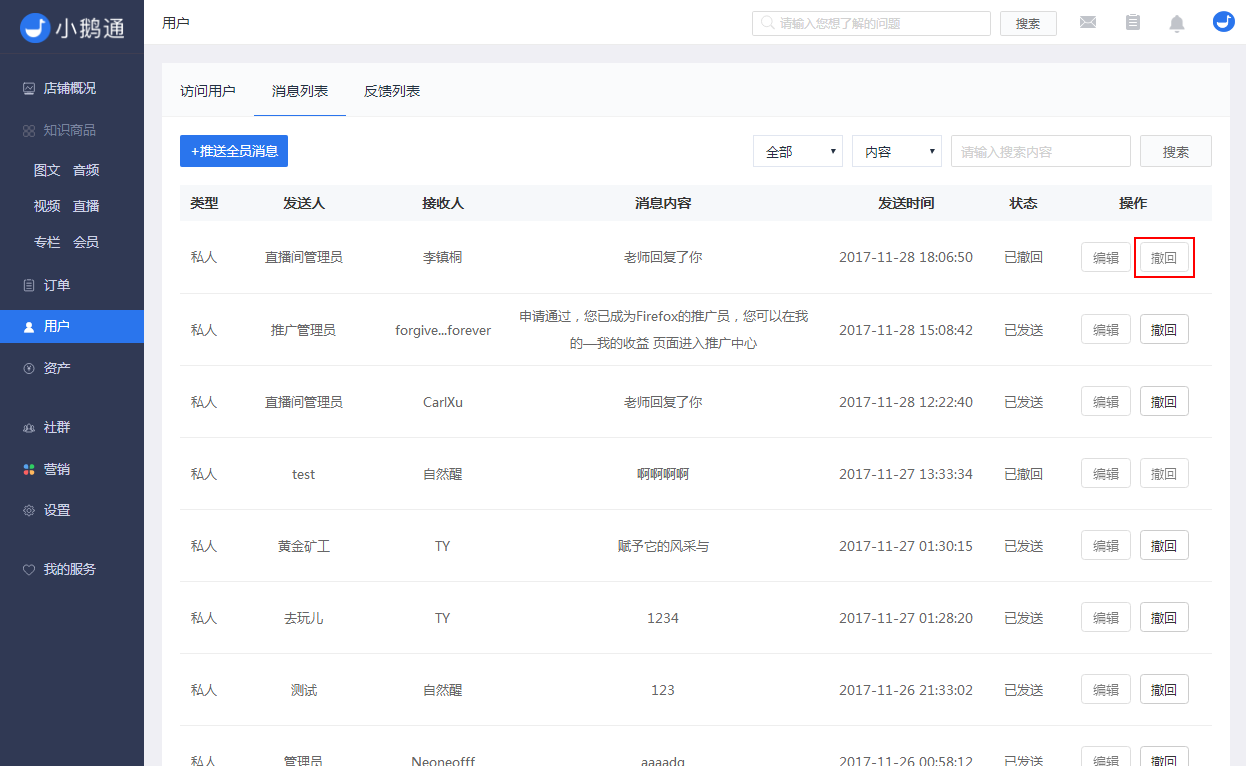 小鹅通
用户
请输入您想了解的问题
搜索
店铺概况
知识商品
图文 音频
视频 直播
专栏 会员
订单
用户
资产
社群
营销
设置
我的服务
访问用户 消息列表 反馈列表
+推送全员消息
全部 内容 请输入搜索内容 搜索
类型 发送人 接收人 消息内容 发送时间 状态 操作
私人 直播间管理员 李镇桐 老师回复了你 2017-11-28 18:06:50 已撤回 编辑 撤回
私人 推广管理员 forgive...forever 申请通过，您已成为Firefox的推广员，您可以在我
的—我的收益 页面进入推广中心 2017-11-28 15:08:42 已发送 编辑 撤回
私人 直播间管理员 CarlXu 老师回复了你 2017-11-28 12:22:40 已发送 编辑 撤回
私人 test 自然醒 啊啊啊啊 2017-11-27 13:33:34 已撤回 编辑 撤回
私人 黄金矿工 TY 赋予它的风采与 2017-11-27 01:30:15 已发送 编辑 撤回
私人 去玩儿 TY 1234 2017-11-27 01:28:20 已发送 编辑 撤回
私人 测试 自然醒 123 2017-11-26 21:33:02 已发送 编辑 撤回
私人 管理员 Neoneofff aaaadg 2017-11-26 00:58:12 已发送 编辑 撤回